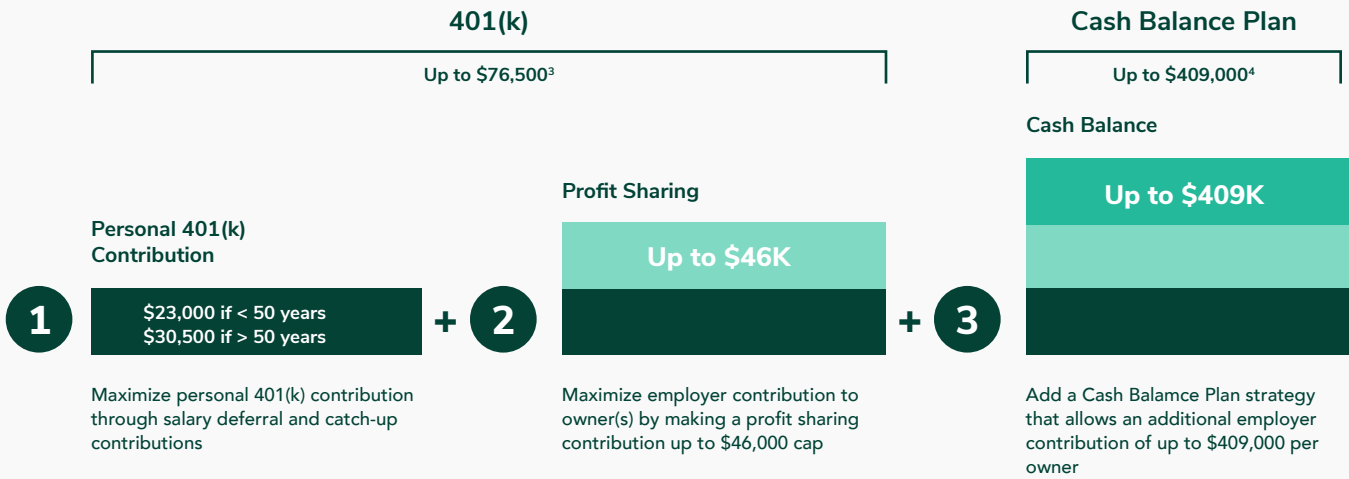 401(k)
Up to $76,500³
Cash Balance Plan
Up to $409,000⁴
1
Personal 401(k)
Contribution
$23,000 if < 50 years
$30,500 if > 50 years
Maximize personal 401(k) contribution
through salary deferral and catch-up
contributions
+
2
Profit Sharing
Up to $46K
Maximize employer contribution to
owner(s) by making a profit sharing
contribution up to $46,000 cap
+
3
Cash Balance
Up to $409K
Add a Cash Balamce Plan strategy
that allows an additional employer
contribution of up to $409,000 per
owner